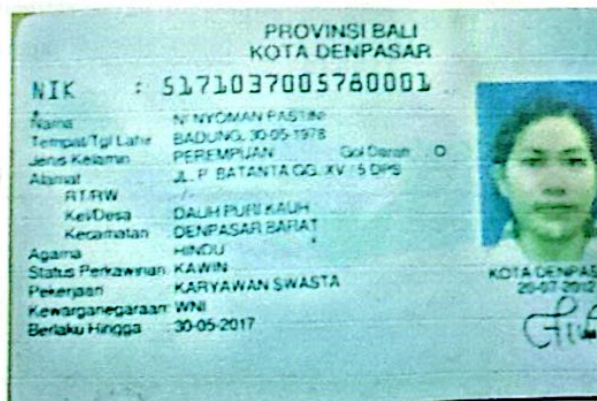 PROVINSI BALI
KOTA DENPASAR
NIK : 5171037005780001
Nama NI NYOMAN PASTINI
Tempat/Tgl Lahir BADUNG, 30-05-1978
Jenis Kelamin PEREMPUAN Gol Darah O
Alamat JL. P. BATANTA GG. XV / 5 DPS
RT/RW
Kel/Desa DAUH PURI KAUH
Kecamatan DENPASAR BARAT
Agama HINDU
Status Perkawinan: KAWIN
Pekerjaan KARYAWAN SWASTA
Kewarganegaraan: WNI
Berlaku Hingga 30-05-2017
KOTA DENPAS
20-07-2012